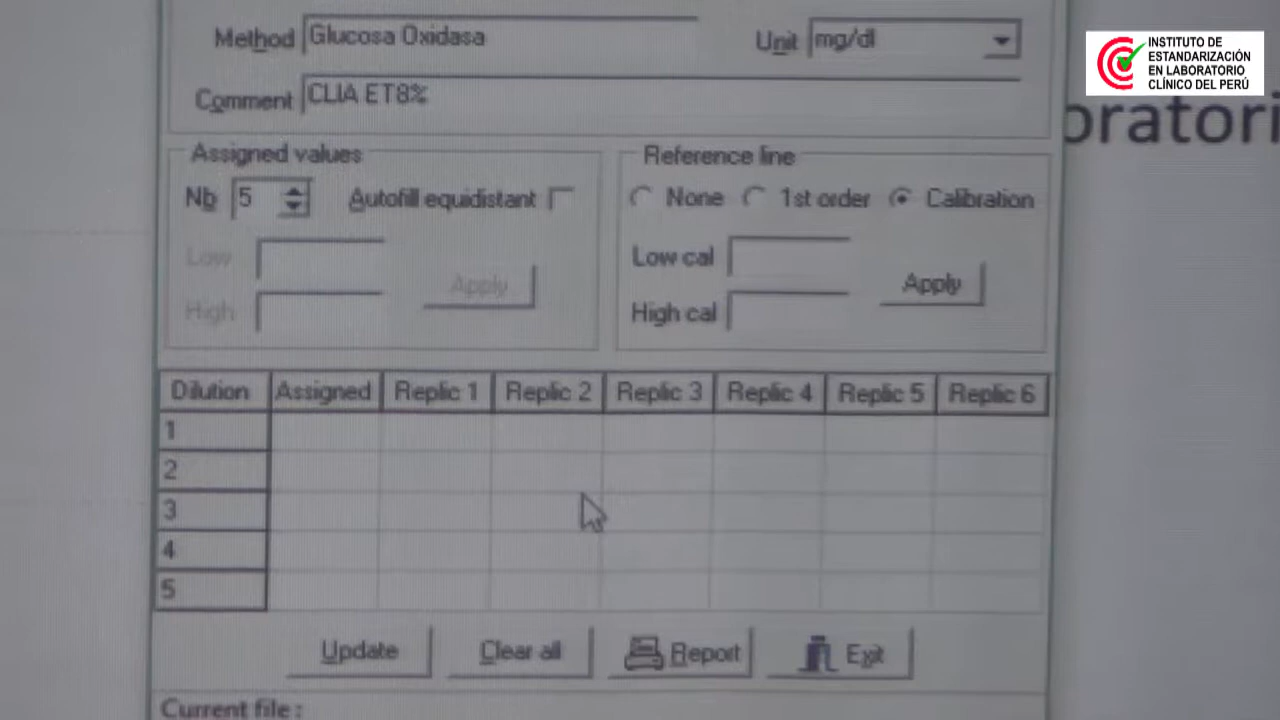 Method Glucosa Oxidasa Unit mg/dl
Comment CLIA ET8%
INSTITUTO DE
ESTANDARIZACIÓN
EN LABORATORIO
CLÍNICO DEL PERÚ
oratori
Assigned values
Nb 5 Autofill equidistant
Low
High
Apply
Reference line
None 1st order Calibration
Low cal
High cal
Apply
Dilution Assigned Replic 1 Replic 2 Replic 3 Replic 4 Replic 5 Replic 6
1
2
3
4
5
Update Clear all Report Exit
Current file :